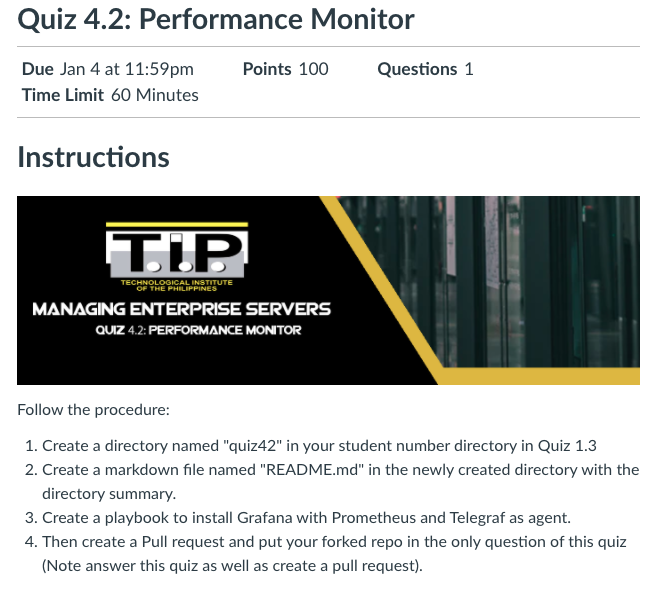 Quiz 4.2: Performance Monitor
Due Jan 4 at 11:59pm Points 100 Questions 1
Time Limit 60 Minutes
Instructions
T.I.P
TECHNOLOGICAL INSTITUTE
OF THE PHILIPPINES
MANAGING ENTERPRISE SERVERS
QUIZ 4.2: PERFORMANCE MONITOR
Follow the procedure:
1. Create a directory named "quiz42" in your student number directory in Quiz 1.3
2. Create a markdown file named "README.md" in the newly created directory with the
directory summary.
3. Create a playbook to install Grafana with Prometheus and Telegraf as agent.
4. Then create a Pull request and put your forked repo in the only question of this quiz
(Note answer this quiz as well as create a pull request).